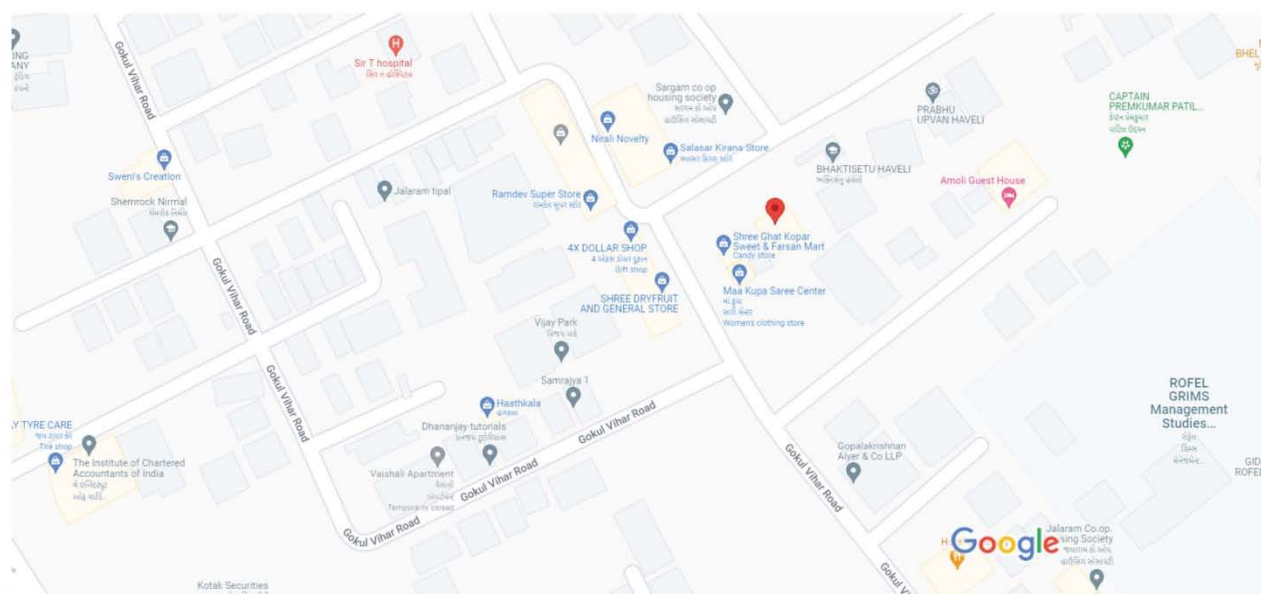 Gokul Vihar Road
Sir T hospital
Sargam co op
housing society
Nirali Novelty
Salasar Kirana Store
PRABHU
UPVAN HAVELI
BHEL
CAPTAIN
PREMKUMAR PATIL...
BHAKTISETU HAVELI
Amoli Guest House
Sweni's Creation
Shemrock Nirmal
Jalaram tipal
Ramdev Super Store
4X DOLLAR SHOP
Gift shop
Shree Ghat Kopar
Sweet & Farsan Mart
Candy store
Maa Kupa Saree Center
Women's clothing store
SHREE DRYFRUIT
AND GENERAL STORE
Gokul Vihar Road
Vijay Park
વિજય પાર્ક
Samrajya 1
Gokul Vihar Road
Haathkala
Dhananjay tutorials
Gokul Vihar Road
Vaishali Apartment
Temporarily closed
Gokul Vihar Road
Gokul Vihar Road
TYRE CARE
Tire shop
The Institute of Chartered
Accountants of India
Gopalakrishnan
Aiyer & Co LLP
ROFEL
GRIMS
Management
Studies...
GID
ROFEL
Jalaram Co.op.
Google
Kotak Securities